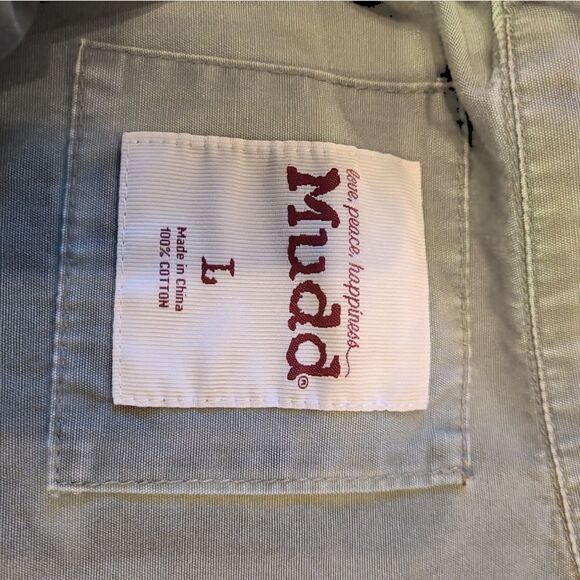 love, peace, happiness
Mudd®
L
Made in China
100% COTTON